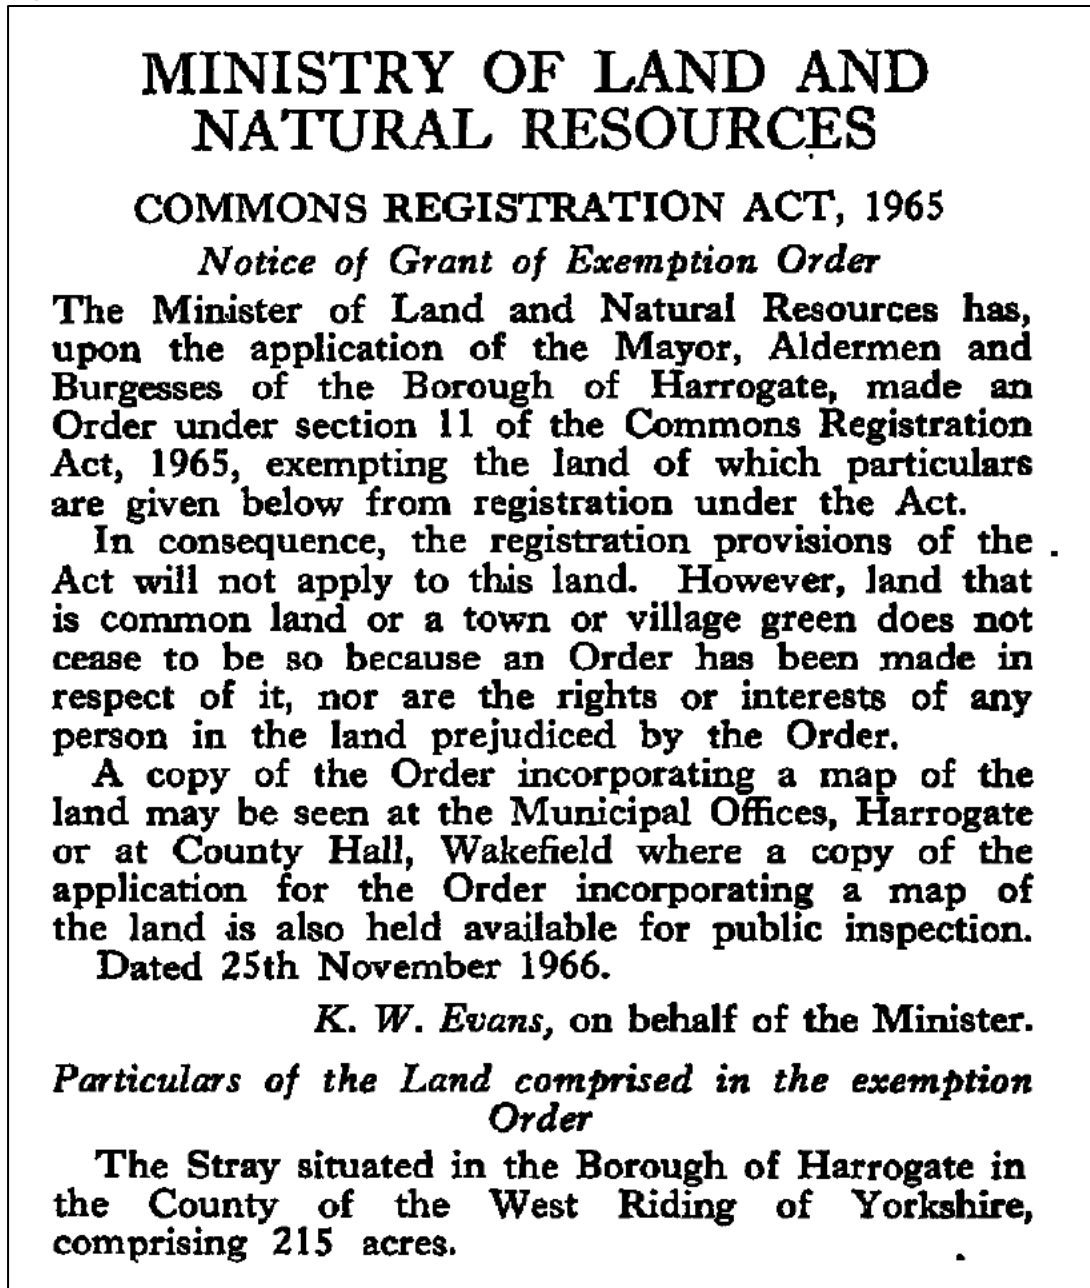 MINISTRY OF LAND AND
NATURAL RESOURCES
COMMONS REGISTRATION ACT, 1965
Notice of Grant of Exemption Order
The Minister of Land and Natural Resources has,
upon the application of the Mayor, Aldermen and
Burgesses of the Borough of Harrogate, made an
Order under section 11 of the Commons Registration
Act, 1965, exempting the land of which particulars
are given below from registration under the Act.
In consequence, the registration provisions of the
Act will not apply to this land. However, land that
is common land or a town or village green does not
cease to be so because an Order has been made in
respect of it, nor are the rights or interests of any
person in the land prejudiced by the Order.
A copy of the Order incorporating a map of the
land may be seen at the Municipal Offices, Harrogate
or at County Hall, Wakefield where a copy of the
application for the Order incorporating a map of
the land is also held available for public inspection.
Dated 25th November 1966.
K. W. Evans, on behalf of the Minister.
Particulars of the Land comprised in the exemption
Order
The Stray situated in the Borough of Harrogate in
the County of the West Riding of Yorkshire,
comprising 215 acres.